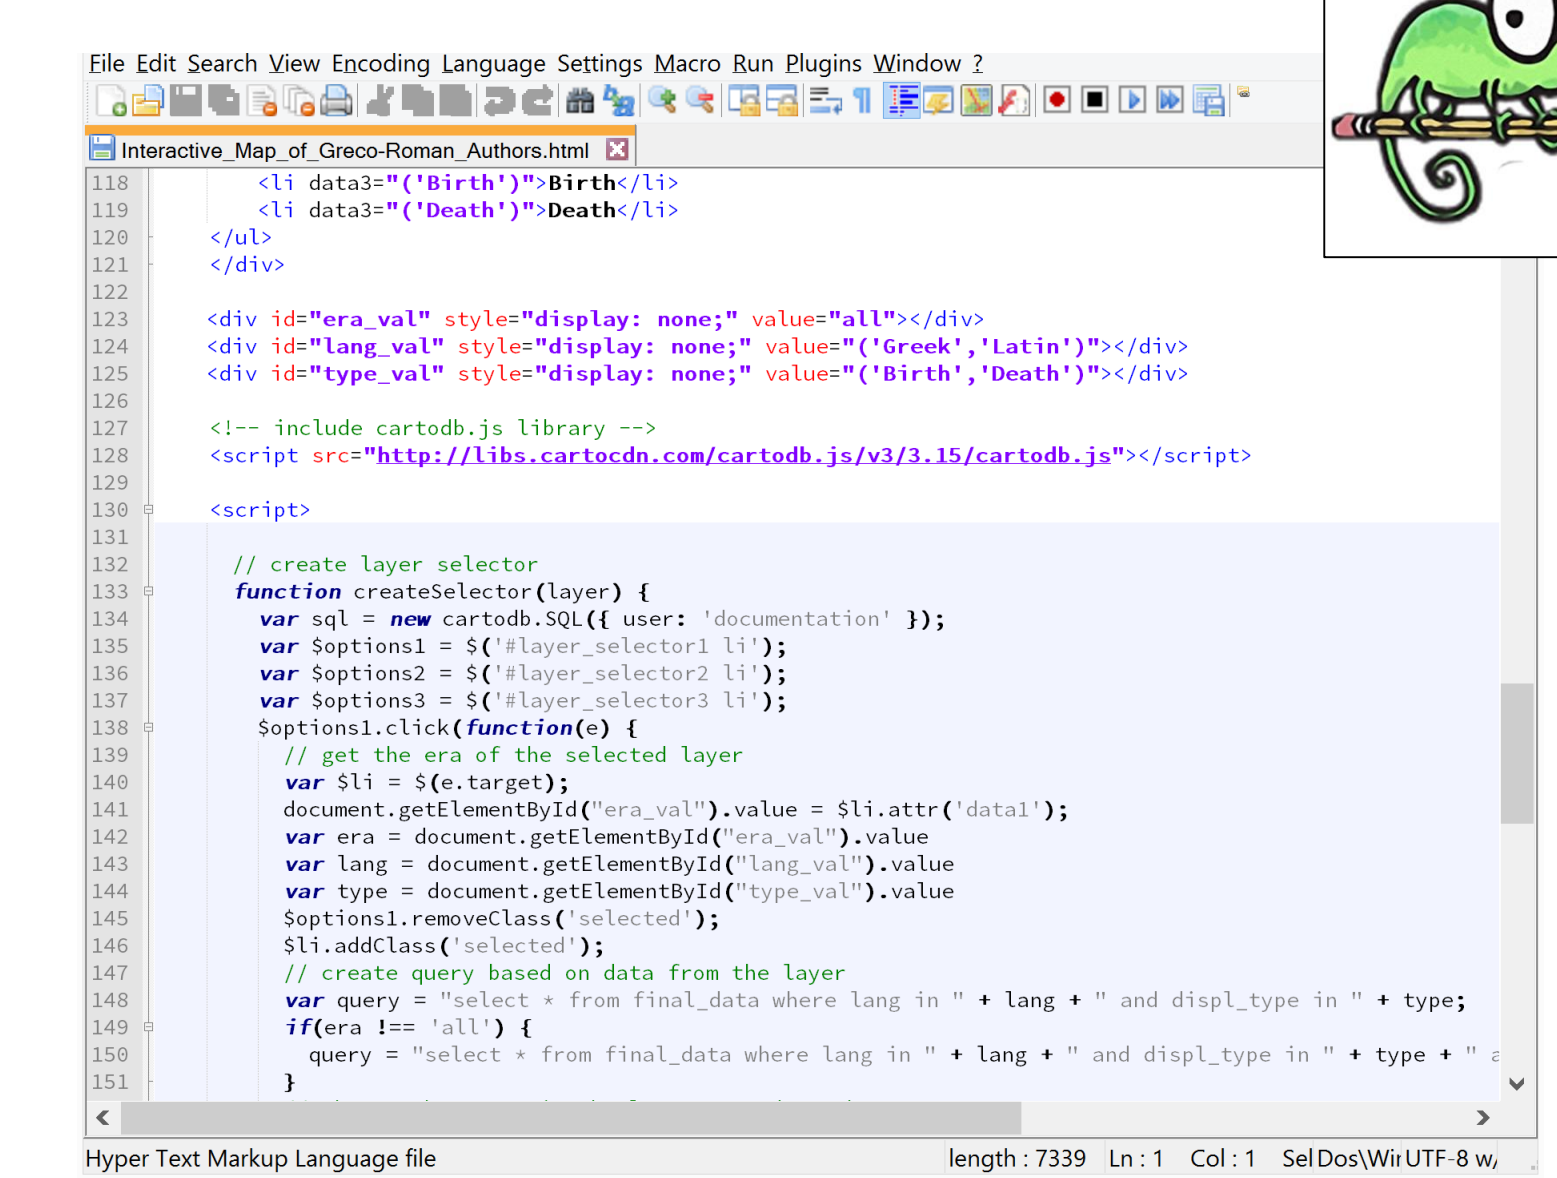 File Edit Search View Encoding Language Settings Macro Run Plugins Window ?
Interactive_Map_of_Greco-Roman_Authors.html
118 <li data3="('Birth')">Birth</li>
119 <li data3="('Death')">Death</li>
120 </ul>
121 </div>
122
123 <div id="era_val" style="display: none;" value="all"></div>
124 <div id="lang_val" style="display: none;" value="('Greek','Latin')"></div>
125 <div id="type_val" style="display: none;" value="('Birth','Death')"></div>
126
127 <!-- include cartodb.js library -->
128 <script src="http://libs.cartocdn.com/cartodb.js/v3/3.15/cartodb.js"></script>
129
130 <script>
131
132 // create layer selector
133 function createSelector(layer) {
134 var sql = new cartodb.SQL({ user: 'documentation' });
135 var $options1 = $('#layer_selector1 li');
136 var $options2 = $('#layer_selector2 li');
137 var $options3 = $('#layer_selector3 li');
138 $options1.click(function(e) {
139 // get the era of the selected layer
140 var $li = $(e.target);
141 document.getElementById("era_val").value = $li.attr('data1');
142 var era = document.getElementById("era_val").value
143 var lang = document.getElementById("lang_val").value
144 var type = document.getElementById("type_val").value
145 $options1.removeClass('selected');
146 $li.addClass('selected');
147 // create query based on data from the layer
148 var query = "select * from final_data where lang in " + lang + " and displ_type in " + type;
149 if(era !== 'all') {
150 query = "select * from final_data where lang in " + lang + " and displ_type in " + type + " a
151 }
Hyper Text Markup Language file length : 7339 Ln : 1 Col : 1 Sel Dos\Wir UTF-8 w/